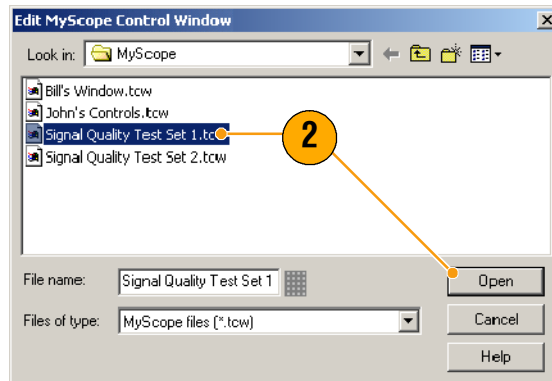 Edit MyScope Control Window
Look in: MyScope
Bill's Window.tcw
John's Controls.tcw
Signal Quality Test Set 1.tc
Signal Quality Test Set 2.tcw
2
File name: Signal Quality Test Set 1 Open
Files of type: MyScope files (*.tcw) Cancel
Help